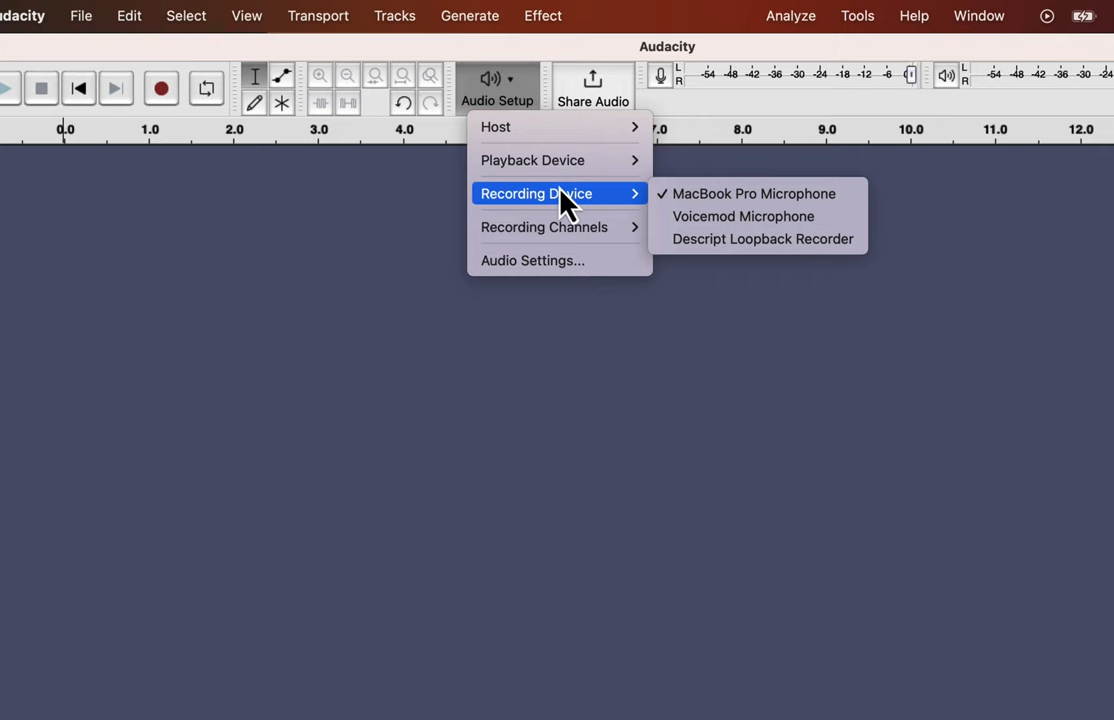 udacity File Edit Select View Transport Tracks Generate Effect Analyze Tools Help Window
Audacity
L
R
-54 -48 -42 -36 -30 -24 -18 -12 -6
L
R
-54 -48 -42 -36 -30 -24
Audio Setup
Share Audio
0.0 1.0 2.0 3.0 4.0 7.0 8.0 9.0 10.0 11.0 12.0
Host
Playback Device
Recording Device
Recording Channels
Audio Settings...
MacBook Pro Microphone
Voicemod Microphone
Descript Loopback Recorder